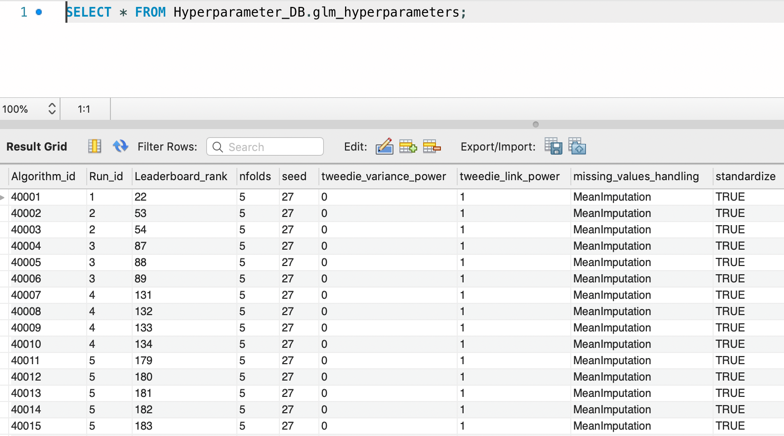 1 SELECT * FROM Hyperparameter_DB.glm_hyperparameters;
100% 1:1
Result Grid Filter Rows: Search Edit: Export/Import:
Algorithm_id Run_id Leaderboard_rank nfolds seed tweedie_variance_power tweedie_link_power missing_values_handling standardize
40001 1 22 5 27 0 1 MeanImputation TRUE
40002 2 53 5 27 0 1 MeanImputation TRUE
40003 2 54 5 27 0 1 MeanImputation TRUE
40004 3 87 5 27 0 1 MeanImputation TRUE
40005 3 88 5 27 0 1 MeanImputation TRUE
40006 3 89 5 27 0 1 MeanImputation TRUE
40007 4 131 5 27 0 1 MeanImputation TRUE
40008 4 132 5 27 0 1 MeanImputation TRUE
40009 4 133 5 27 0 1 MeanImputation TRUE
40010 4 134 5 27 0 1 MeanImputation TRUE
40011 5 179 5 27 0 1 MeanImputation TRUE
40012 5 180 5 27 0 1 MeanImputation TRUE
40013 5 181 5 27 0 1 MeanImputation TRUE
40014 5 182 5 27 0 1 MeanImputation TRUE
40015 5 183 5 27 0 1 MeanImputation TRUE